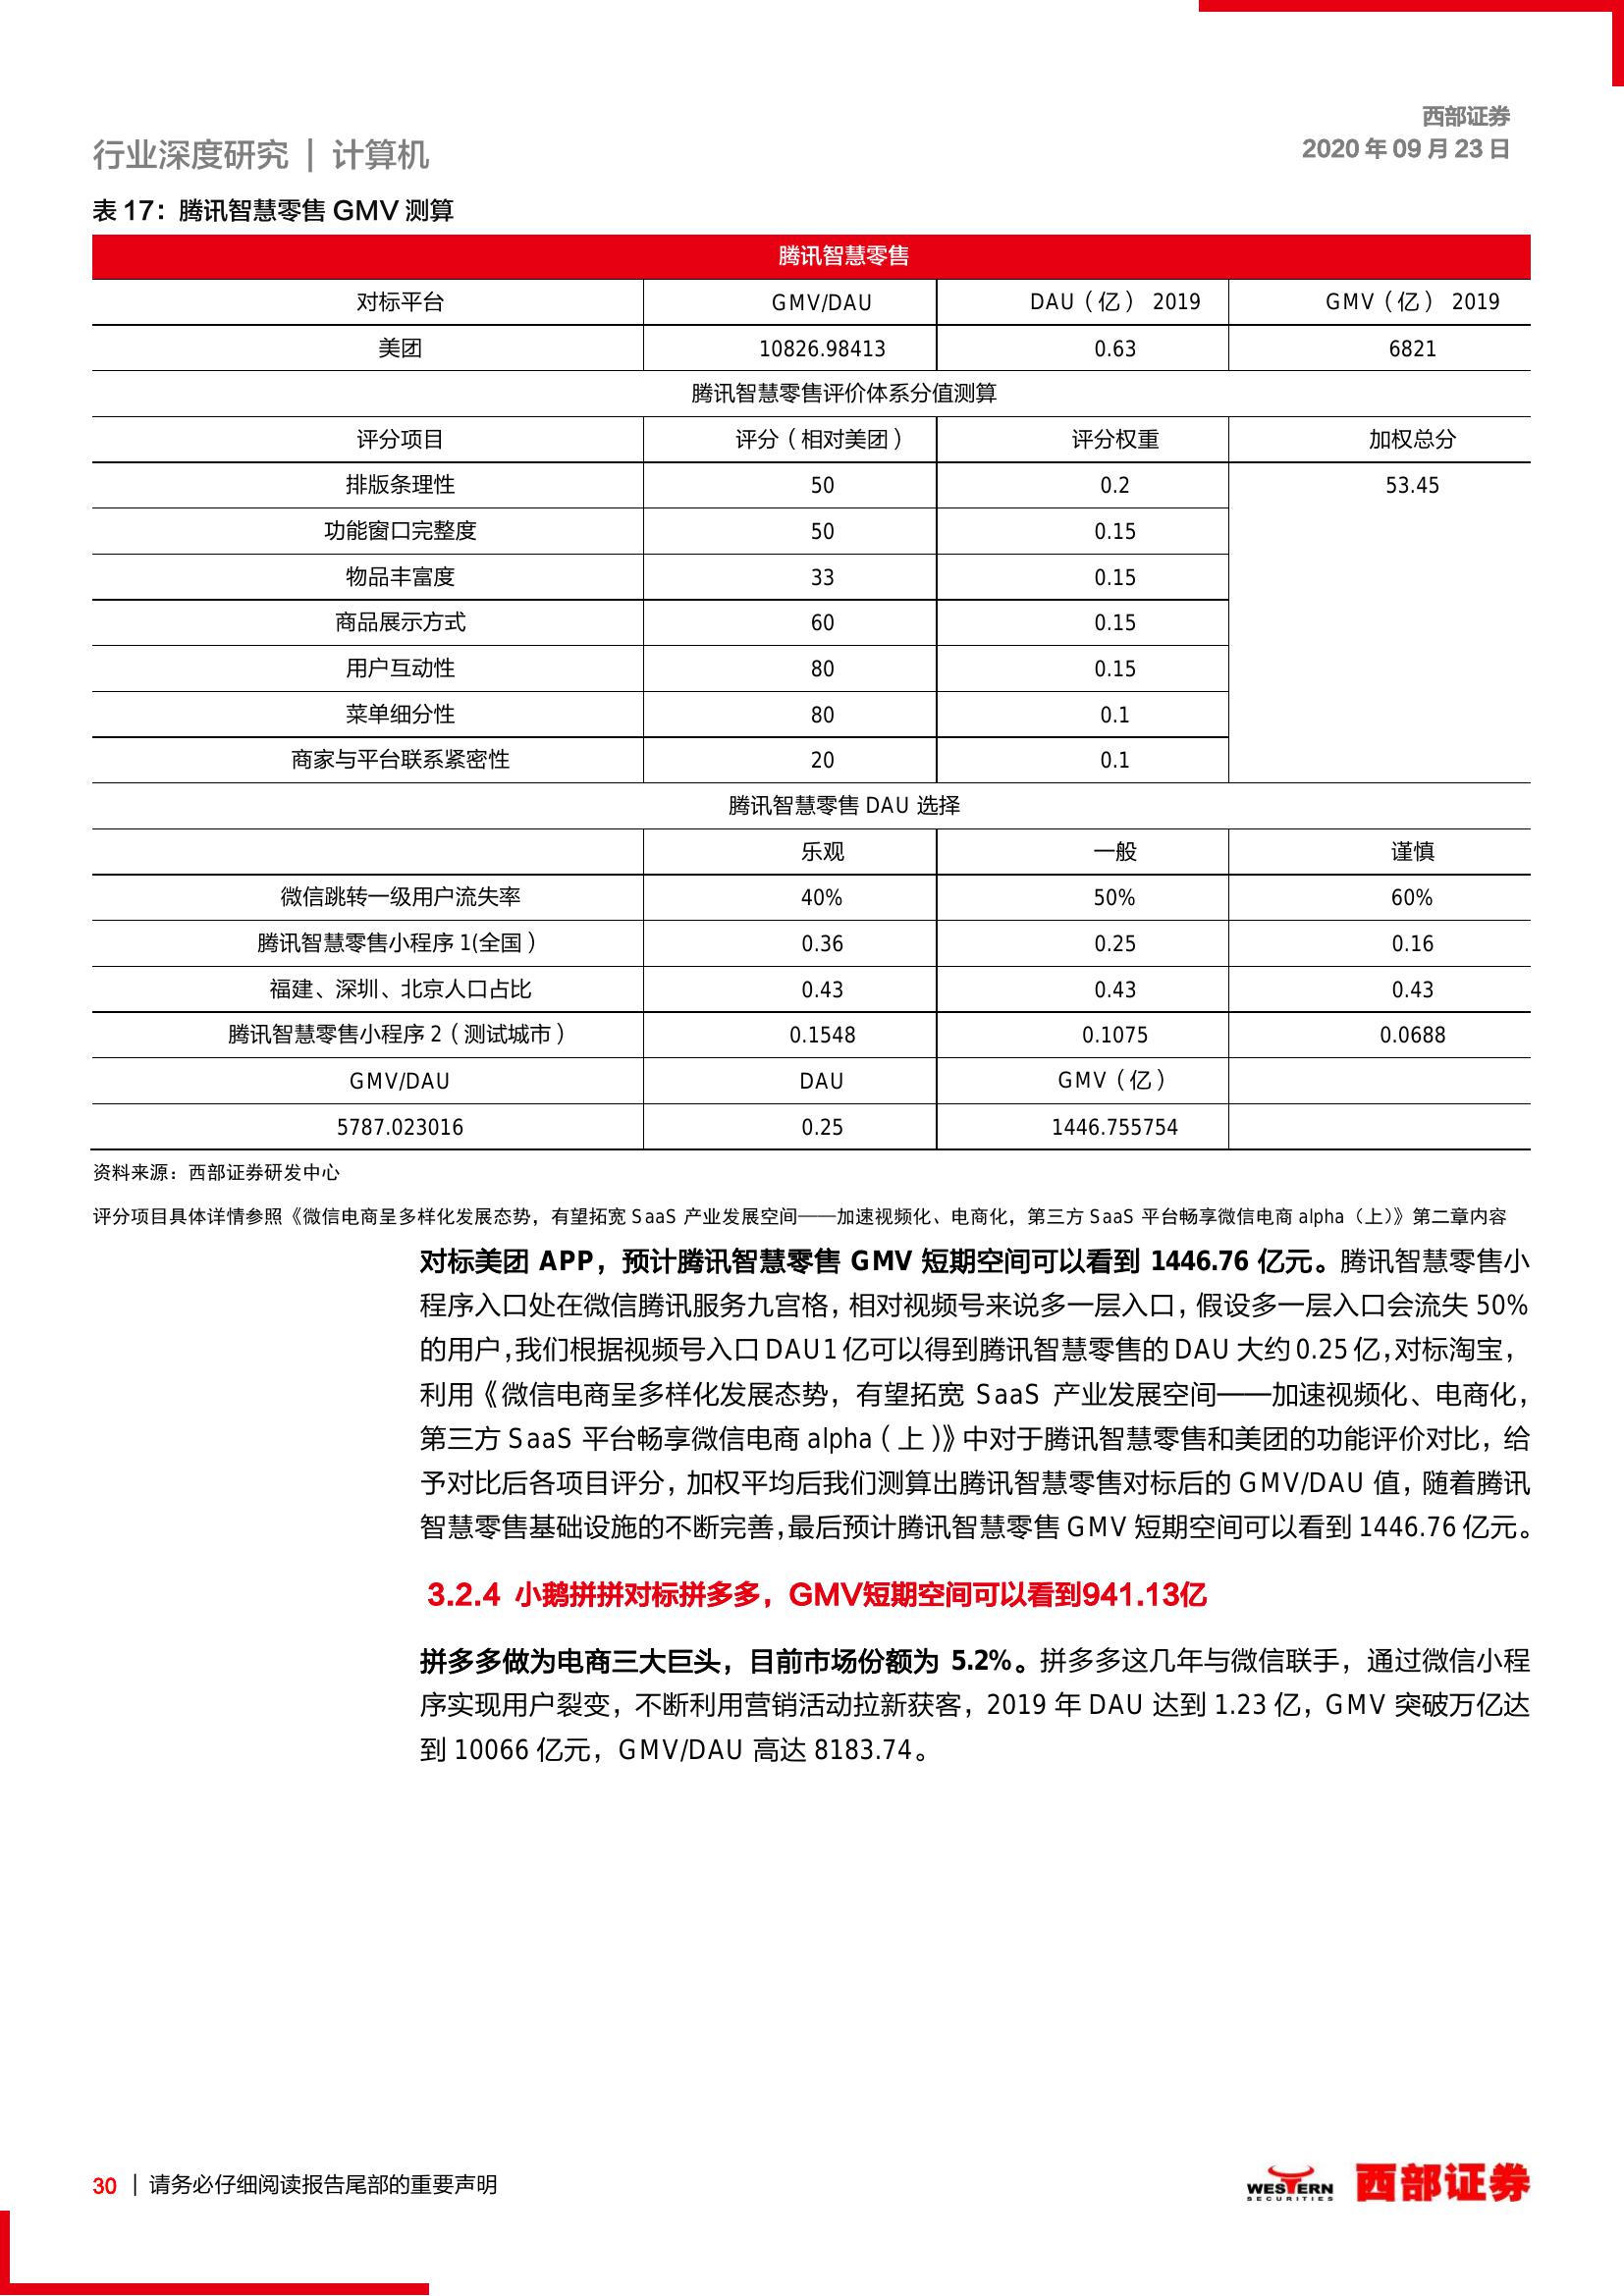 西部证券
2020 年 09 月 23 日
行业深度研究 | 计算机
表 17：腾讯智慧零售 GMV 测算
腾讯智慧零售
对标平台 GMV/DAU DAU（亿） 2019 GMV（亿） 2019
美团 10826.98413 0.63 6821
腾讯智慧零售评价体系分值测算
评分项目 评分（相对美团） 评分权重 加权总分
排版条理性 50 0.2 53.45
功能窗口完整度 50 0.15
物品丰富度 33 0.15
商品展示方式 60 0.15
用户互动性 80 0.15
菜单细分性 80 0.1
商家与平台联系紧密性 20 0.1
腾讯智慧零售 DAU 选择
乐观 一般 谨慎
微信跳转一级用户流失率 40% 50% 60%
腾讯智慧零售小程序 1(全国） 0.36 0.25 0.16
福建、深圳、北京人口占比 0.43 0.43 0.43
腾讯智慧零售小程序 2（测试城市） 0.1548 0.1075 0.0688
GMV/DAU DAU GMV（亿）
5787.023016 0.25 1446.755754
资料来源：西部证券研发中心
评分项目具体详情参照《微信电商呈多样化发展态势，有望拓宽 SaaS 产业发展空间——加速视频化、电商化，第三方 SaaS 平台畅享微信电商 alpha（上）》第二章内容
对标美团 APP，预计腾讯智慧零售 GMV 短期空间可以看到 1446.76 亿元。腾讯智慧零售小
程序入口处在微信腾讯服务九宫格，相对视频号来说多一层入口，假设多一层入口会流失 50%
的用户，我们根据视频号入口 DAU1 亿可以得到腾讯智慧零售的 DAU 大约 0.25 亿，对标淘宝，
利用《微信电商呈多样化发展态势，有望拓宽 SaaS 产业发展空间——加速视频化、电商化，
第三方 SaaS 平台畅享微信电商 alpha（上）》中对于腾讯智慧零售和美团的功能评价对比，给
予对比后各项目评分，加权平均后我们测算出腾讯智慧零售对标后的 GMV/DAU 值，随着腾讯
智慧零售基础设施的不断完善，最后预计腾讯智慧零售 GMV 短期空间可以看到 1446.76 亿元。
3.2.4 小鹅拼拼对标拼多多，GMV短期空间可以看到941.13亿
拼多多做为电商三大巨头，目前市场份额为 5.2%。拼多多这几年与微信联手，通过微信小程
序实现用户裂变，不断利用营销活动拉新获客，2019 年 DAU 达到 1.23 亿，GMV 突破万亿达
到 10066 亿元，GMV/DAU 高达 8183.74。
30 | 请务必仔细阅读报告尾部的重要声明
WESTERN
SECURITIES
西部证券